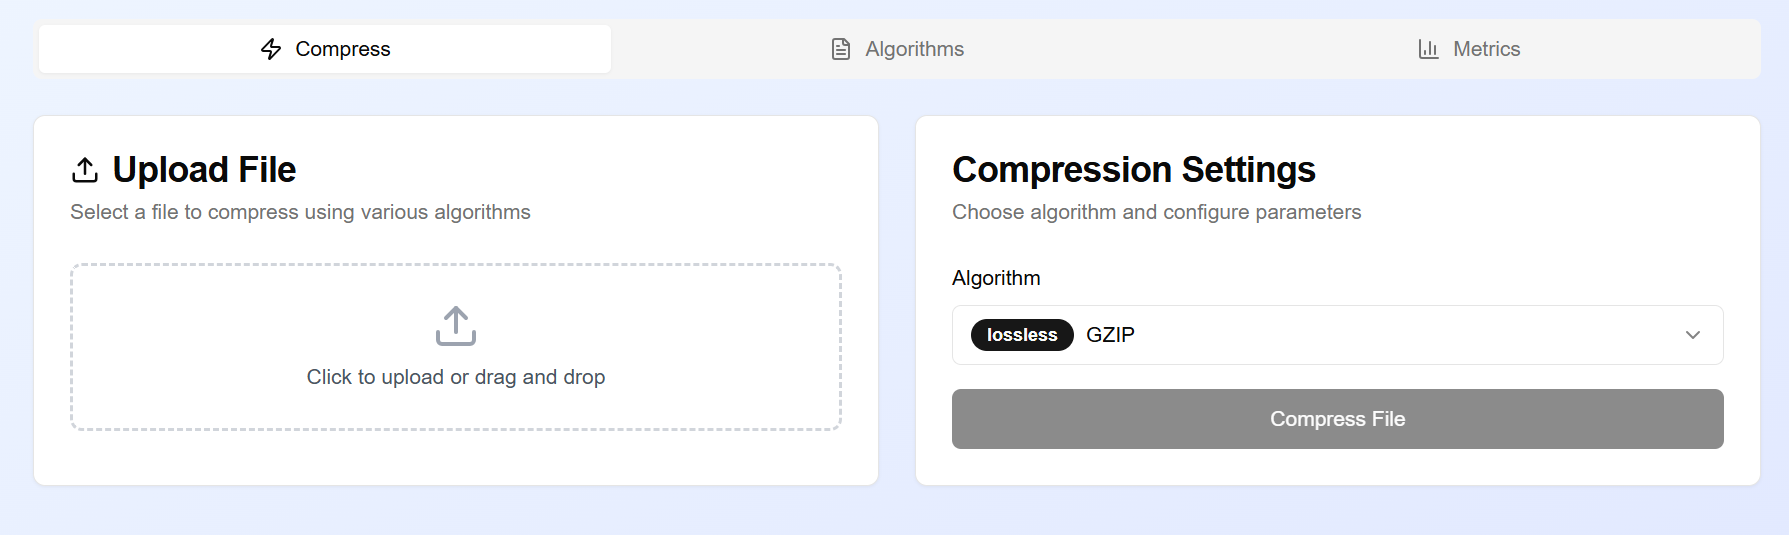 Compress
Algorithms
Metrics
Upload File
Select a file to compress using various algorithms
Click to upload or drag and drop
Compression Settings
Choose algorithm and configure parameters
Algorithm
lossless GZIP
Compress File